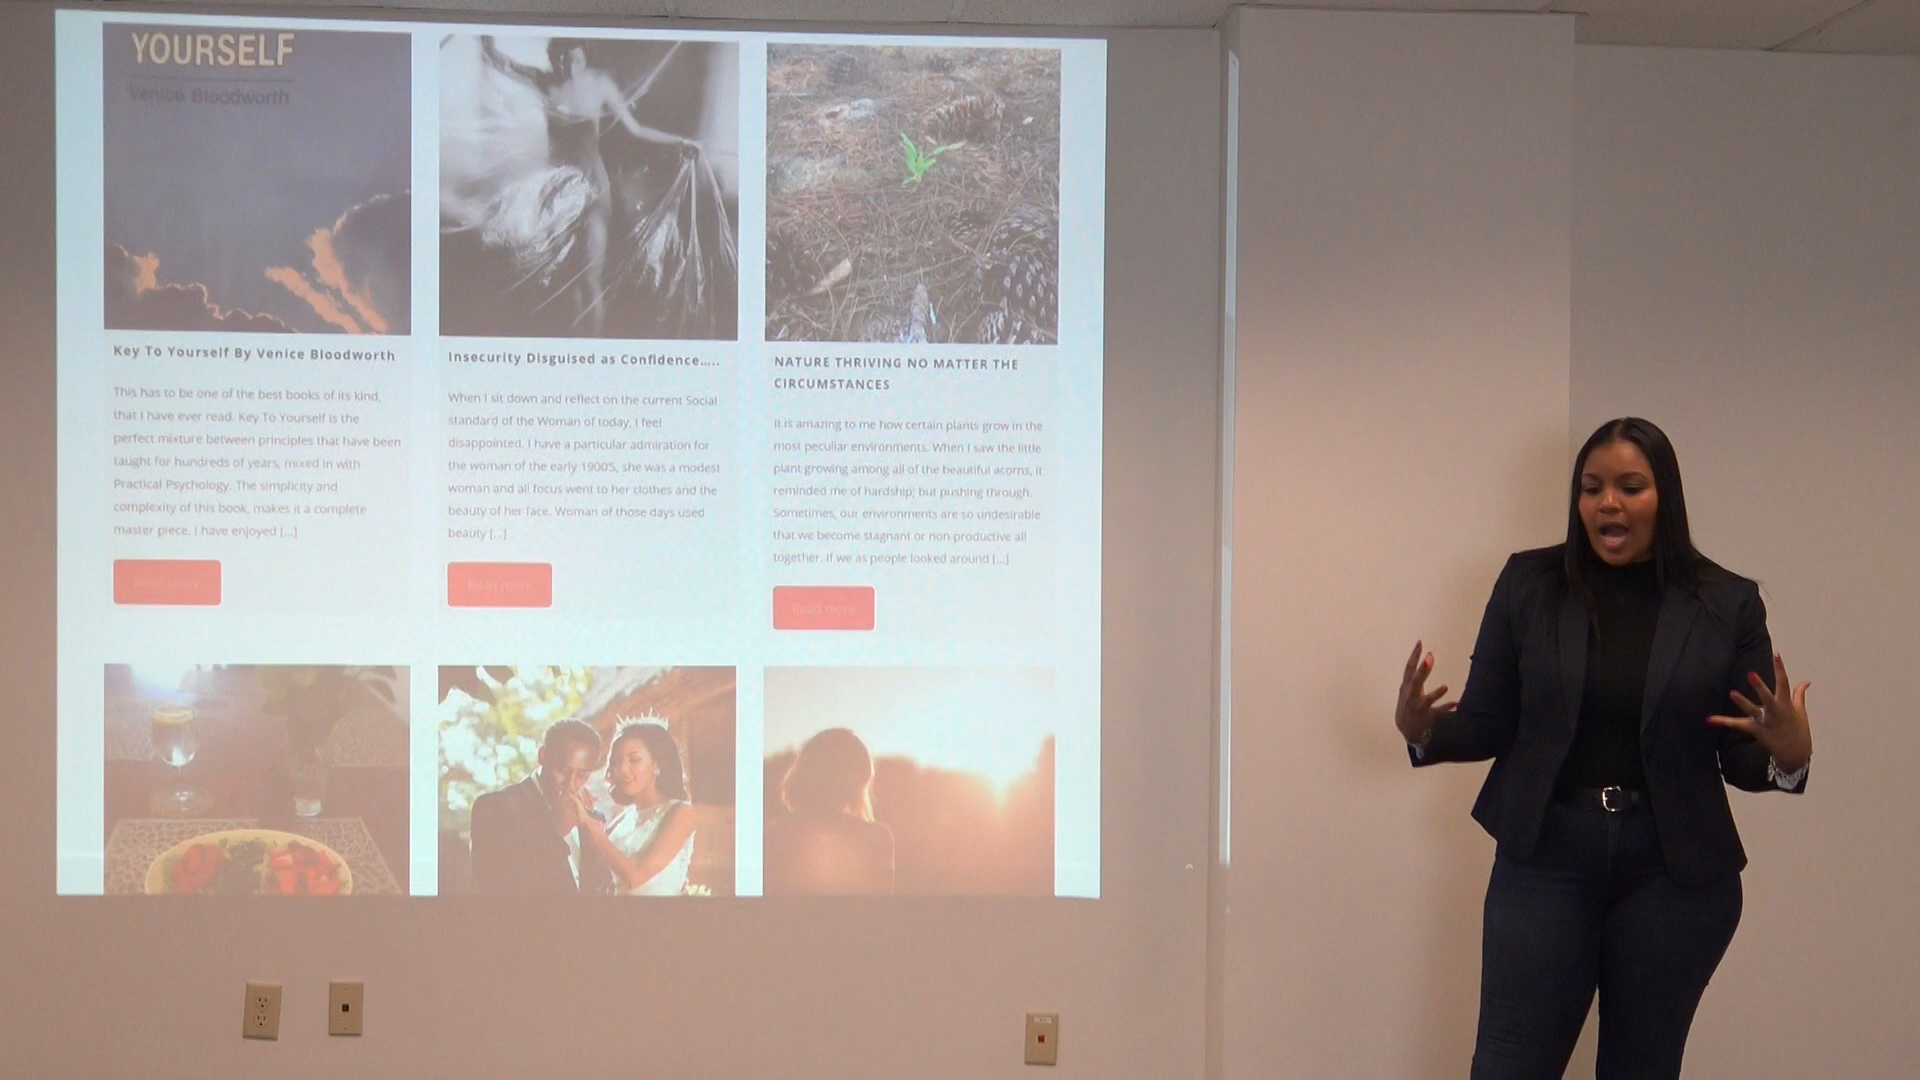 YOURSELF
Venice Bloodworth
Key To Yourself By Venice Bloodworth
This has to be one of the best books of its kind,
that I have ever read. Key To Yourself is the
perfect mixture between principles that have been
taught for hundreds of years, mixed in with
Practical Psychology. The simplicity and
complexity of this book, makes it a complete
master piece. I have enjoyed [...]
Read more
Insecurity Disguised as Confidence.....
When I sit down and reflect on the current Social
standard of the Woman of today, I feel
disappointed. I have a particular admiration for
the woman of the early 1900'S, she was a modest
woman and all focus went to her clothes and the
beauty of her face. Woman of those days used
beauty [...]
Read more
NATURE THRIVING NO MATTER THE
CIRCUMSTANCES
It is amazing to me how certain plants grow in the
most peculiar environments. When I saw the little
plant growing among all of the beautiful acorns, it
reminded me of hardship; but pushing through.
Sometimes, our environments are so undesirable
that we become stagnant or non-productive all
together. If we as people looked around [...]
Read more